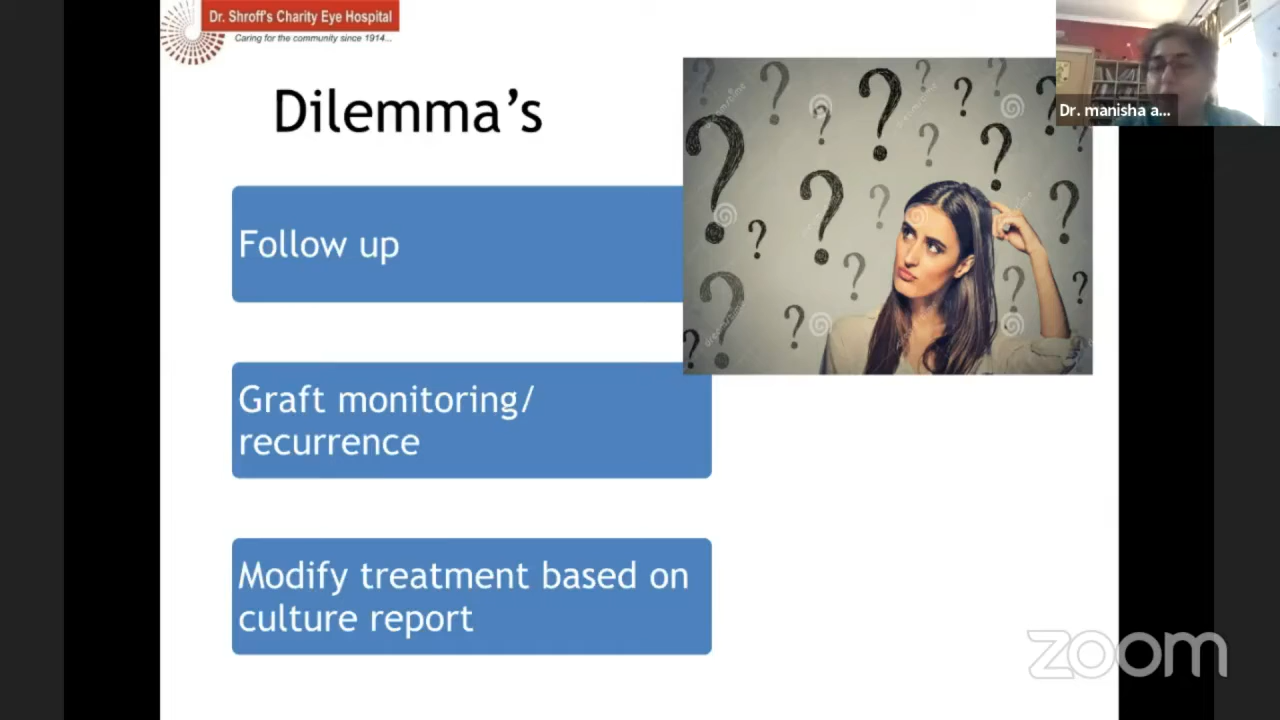 Dr. Shroff's Charity Eye Hospital
Caring for the community since 1914...
Dilemma's
Dr. manisha a...
Follow up
Graft monitoring/
recurrence
Modify treatment based on
culture report
zoom